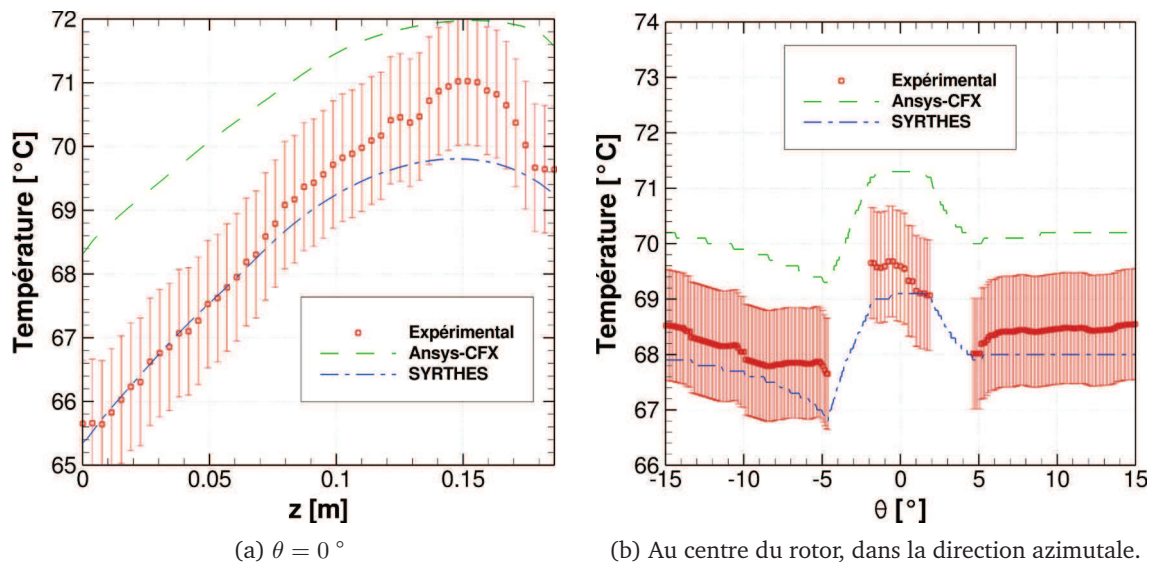 72
71
70
69
68
67
66
65
Température [°C]
0
0.05
0.1
0.15
z [m]
Expérimental
Ansys-CFX
SYRTHES
(a) θ = 0 °
74
73
72
71
70
69
68
67
66
Température [°C]
-15
-10
-5
0
5
10
15
θ [°]
Expérimental
Ansys-CFX
SYRTHES
(b) Au centre du rotor, dans la direction azimutale.